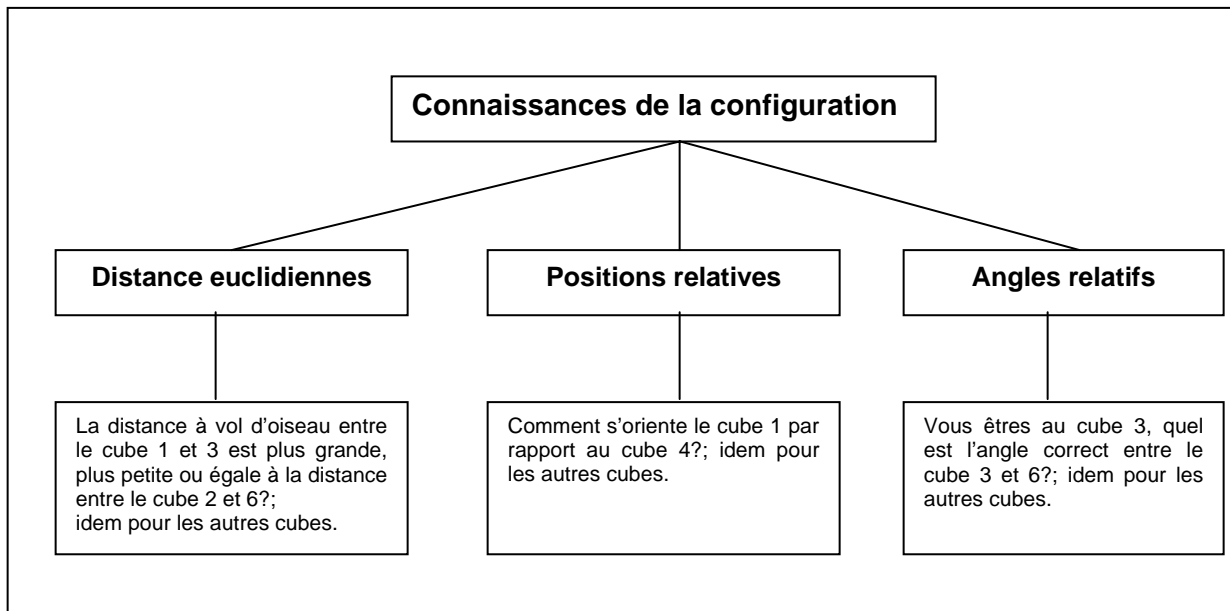 Connaissances de la configuration
Distance euclidiennes
Positions relatives
Angles relatifs
La distance à vol d’oiseau entre
le cube 1 et 3 est plus grande,
plus petite ou égale à la distance
entre le cube 2 et 6?;
idem pour les autres cubes.
Comment s’oriente le cube 1 par
rapport au cube 4?; idem pour
les autres cubes.
Vous êtres au cube 3, quel
est l’angle correct entre le
cube 3 et 6?; idem pour les
autres cubes.